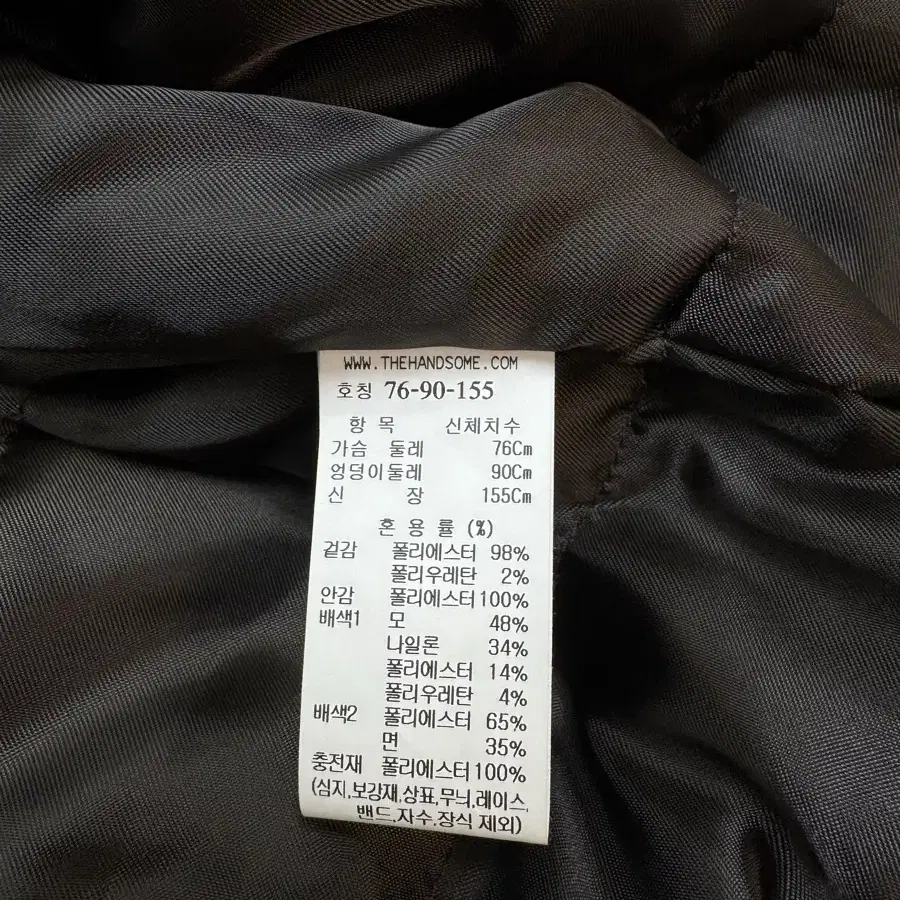 WWW.THEHANDSOME.COM
호칭 76-90-155
항 목 신체치수
가슴 둘레 76Cm
엉덩이둘레 90Cm
신 장 155Cm
혼 용 률 (%)
겉감 폴리에스터 98%
폴리우레탄 2%
안감 폴리에스터 100%
배색1 모 48%
나일론 34%
폴리에스터 14%
폴리우레탄 4%
배색2 폴리에스터 65%
면 35%
충전재 폴리에스터 100%
(심지,보강재,상표,무늬,레이스,
밴드,자수,장식 제외)